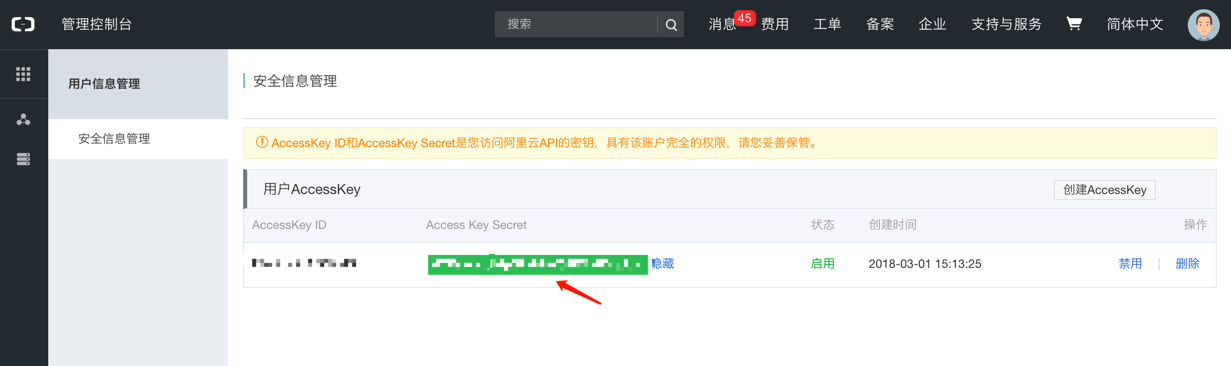 管理控制台 搜索 消息 45 费用 工单 备案 企业 支持与服务 简体中文
用户信息管理
安全信息管理
安全信息管理
AccessKey ID和AccessKey Secret是您访问阿里云API的密钥，具有该账户完全的权限，请您妥善保管。
用户AccessKey 创建AccessKey
AccessKey ID Access Key Secret 状态 创建时间 操作
隐藏 启用 2018-03-01 15:13:25 禁用 | 删除